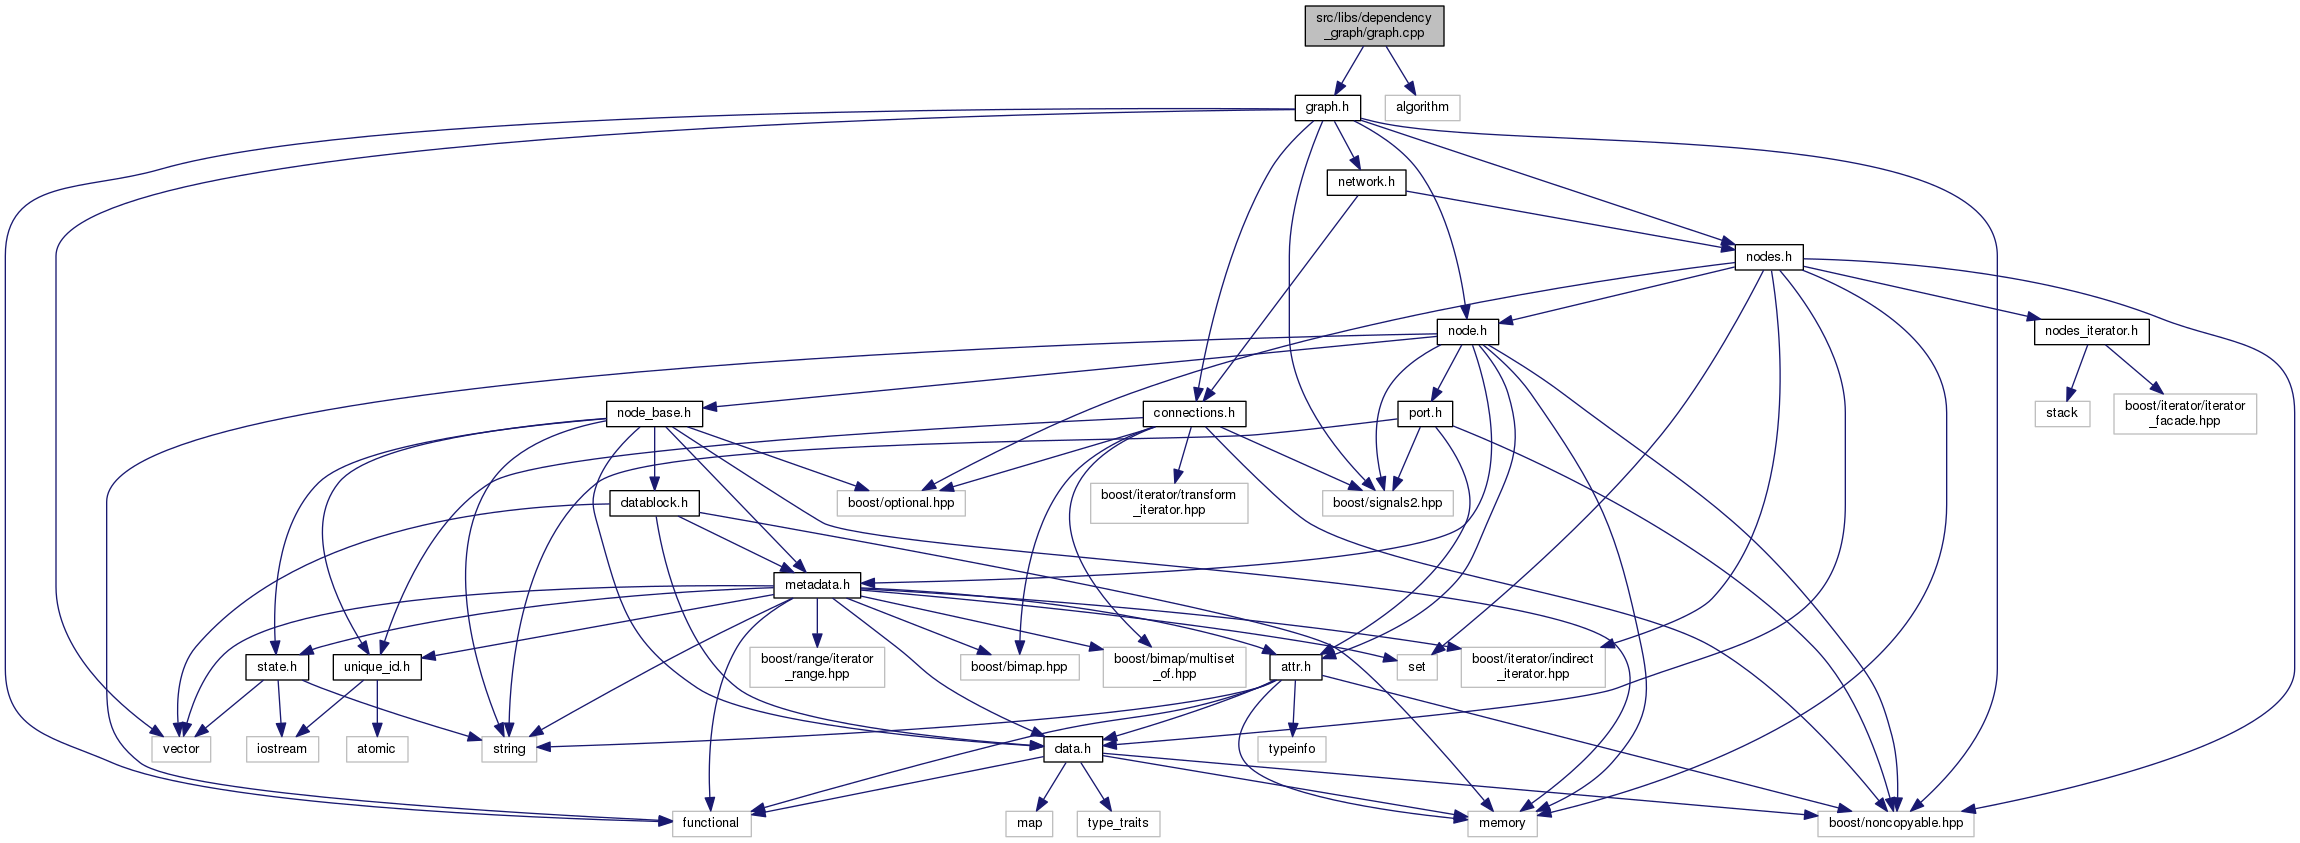 src/libs/dependency
_graph/graph.cpp
graph.h
algorithm
network.h
nodes.h
node.h
nodes_iterator.h
node_base.h
connections.h
port.h
stack
boost/iterator/iterator
_facade.hpp
datablock.h
boost/optional.hpp
boost/iterator/transform
_iterator.hpp
boost/signals2.hpp
metadata.h
state.h
unique_id.h
boost/range/iterator
_range.hpp
boost/bimap.hpp
boost/bimap/multiset
_of.hpp
attr.h
set
boost/iterator/indirect
_iterator.hpp
vector
iostream
atomic
string
data.h
typeinfo
functional
map
type_traits
memory
boost/noncopyable.hpp